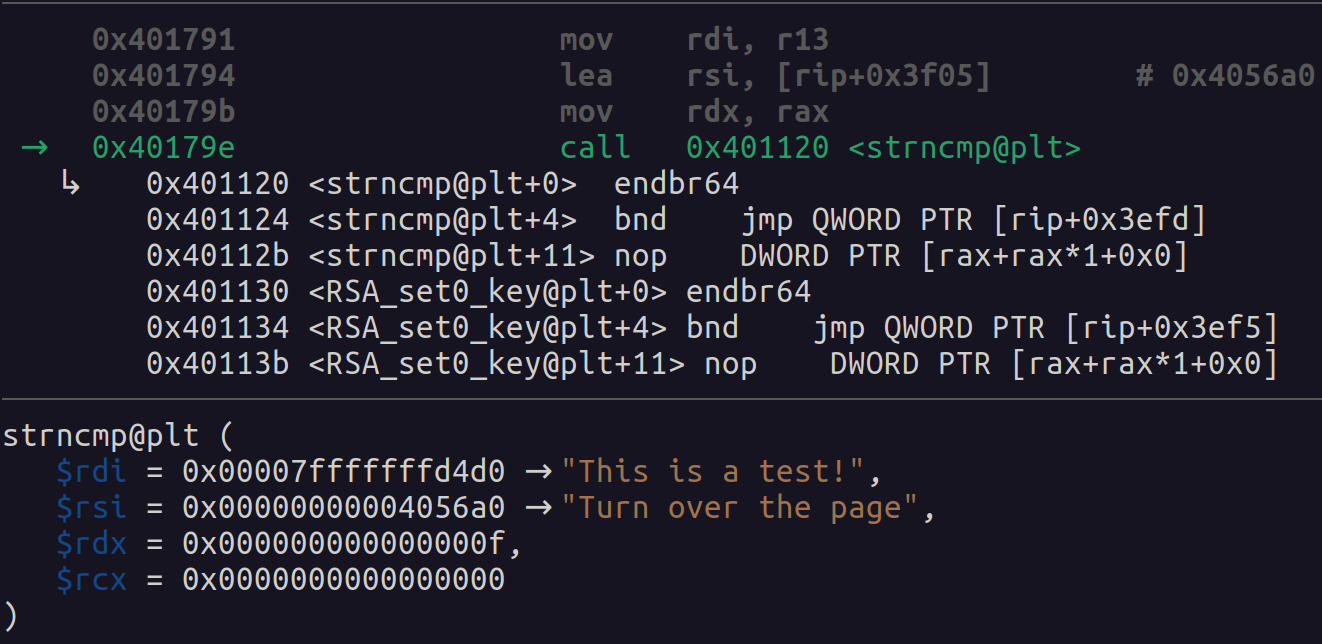 0x401791 mov rdi, r13
0x401794 lea rsi, [rip+0x3f05] # 0x4056a0
0x40179b mov rdx, rax
→ 0x40179e call 0x401120 <strncmp@plt>
↳ 0x401120 <strncmp@plt+0> endbr64
0x401124 <strncmp@plt+4> bnd jmp QWORD PTR [rip+0x3efd]
0x40112b <strncmp@plt+11> nop DWORD PTR [rax+rax*1+0x0]
0x401130 <RSA_set0_key@plt+0> endbr64
0x401134 <RSA_set0_key@plt+4> bnd jmp QWORD PTR [rip+0x3ef5]
0x40113b <RSA_set0_key@plt+11> nop DWORD PTR [rax+rax*1+0x0]
strncmp@plt (
$rdi = 0x00007fffffffd4d0 → "This is a test!",
$rsi = 0x00000000004056a0 → "Turn over the page",
$rdx = 0x000000000000000f,
$rcx = 0x0000000000000000
)